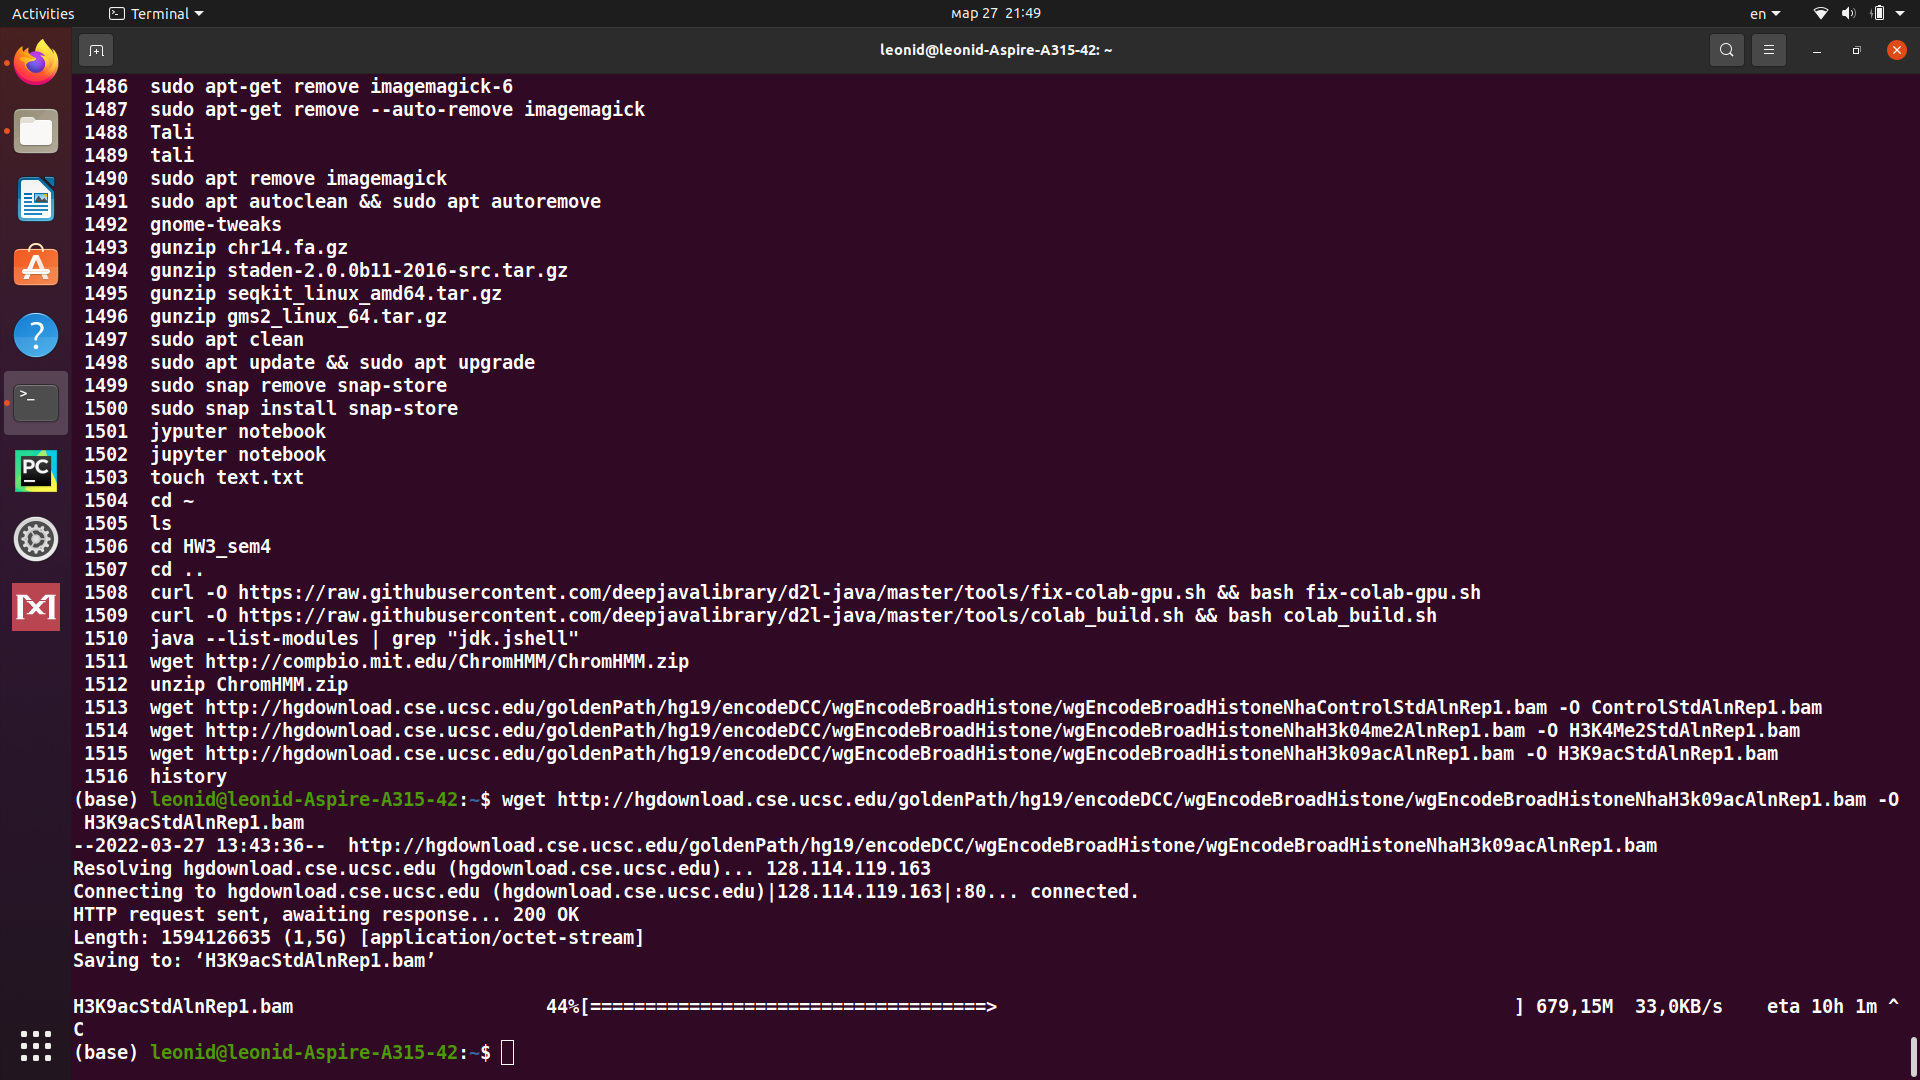 Activities Terminal мар 27 21:49 en
leonid@leonid-Aspire-A315-42: ~
1486 sudo apt-get remove imagemagick-6
1487 sudo apt-get remove --auto-remove imagemagick
1488 Tali
1489 tali
1490 sudo apt remove imagemagick
1491 sudo apt autoclean && sudo apt autoremove
1492 gnome-tweaks
1493 gunzip chr14.fa.gz
1494 gunzip staden-2.0.0b11-2016-src.tar.gz
1495 gunzip seqkit_linux_amd64.tar.gz
1496 gunzip gms2_linux_64.tar.gz
1497 sudo apt clean
1498 sudo apt update && sudo apt upgrade
1499 sudo snap remove snap-store
1500 sudo snap install snap-store
1501 jyputer notebook
1502 jupyter notebook
1503 touch text.txt
1504 cd ~
1505 ls
1506 cd HW3_sem4
1507 cd ..
1508 curl -O https://raw.githubusercontent.com/deepjavalibrary/d2l-java/master/tools/fix-colab-gpu.sh && bash fix-colab-gpu.sh
1509 curl -O https://raw.githubusercontent.com/deepjavalibrary/d2l-java/master/tools/colab_build.sh && bash colab_build.sh
1510 java --list-modules | grep "jdk.jshell"
1511 wget http://compbio.mit.edu/ChromHMM/ChromHMM.zip
1512 unzip ChromHMM.zip
1513 wget http://hgdownload.cse.ucsc.edu/goldenPath/hg19/encodeDCC/wgEncodeBroadHistone/wgEncodeBroadHistoneNhaControlStdAlnRep1.bam -O ControlStdAlnRep1.bam
1514 wget http://hgdownload.cse.ucsc.edu/goldenPath/hg19/encodeDCC/wgEncodeBroadHistone/wgEncodeBroadHistoneNhaH3k04me2AlnRep1.bam -O H3K4Me2StdAlnRep1.bam
1515 wget http://hgdownload.cse.ucsc.edu/goldenPath/hg19/encodeDCC/wgEncodeBroadHistone/wgEncodeBroadHistoneNhaH3k09acAlnRep1.bam -O H3K9acStdAlnRep1.bam
1516 history
(base) leonid@leonid-Aspire-A315-42:~$ wget http://hgdownload.cse.ucsc.edu/goldenPath/hg19/encodeDCC/wgEncodeBroadHistone/wgEncodeBroadHistoneNhaH3k09acAlnRep1.bam -O
H3K9acStdAlnRep1.bam
--2022-03-27 13:43:36-- http://hgdownload.cse.ucsc.edu/goldenPath/hg19/encodeDCC/wgEncodeBroadHistone/wgEncodeBroadHistoneNhaH3k09acAlnRep1.bam
Resolving hgdownload.cse.ucsc.edu (hgdownload.cse.ucsc.edu)... 128.114.119.163
Connecting to hgdownload.cse.ucsc.edu (hgdownload.cse.ucsc.edu)|128.114.119.163|:80... connected.
HTTP request sent, awaiting response... 200 OK
Length: 1594126635 (1,5G) [application/octet-stream]
Saving to: ‘H3K9acStdAlnRep1.bam’
H3K9acStdAlnRep1.bam 44%[====================================> ] 679,15M 33,0KB/s eta 10h 1m ^
C
(base) leonid@leonid-Aspire-A315-42:~$
PC